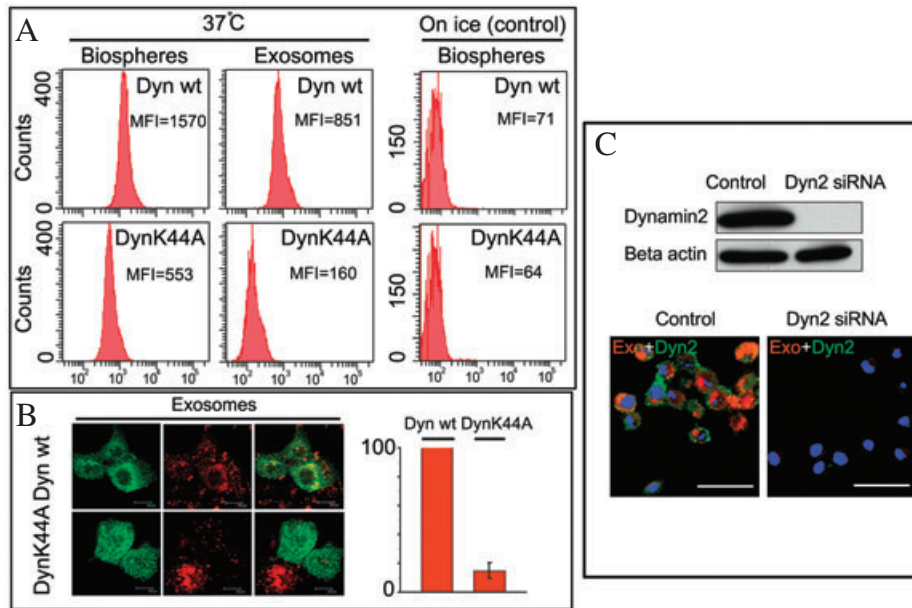 A
37°C
On ice (control)
Biospheres
Exosomes
Biospheres
Counts
400
0
Dyn wt
MFI=1570
Dyn wt
MFI=851
150
0
Dyn wt
MFI=71
Counts
400
0
DynK44A
MFI=553
DynK44A
MFI=160
150
0
DynK44A
MFI=64
10² 10³ 10⁴ 10⁵
10² 10³ 10⁴ 10⁵
10² 10³ 10⁴ 10⁵
B
Exosomes
DynK44A Dyn wt
Dyn wt DynK44A
100
0
C
Control Dyn2 siRNA
Dynamin2
Beta actin
Control
Dyn2 siRNA
Exo+Dyn2
Exo+Dyn2